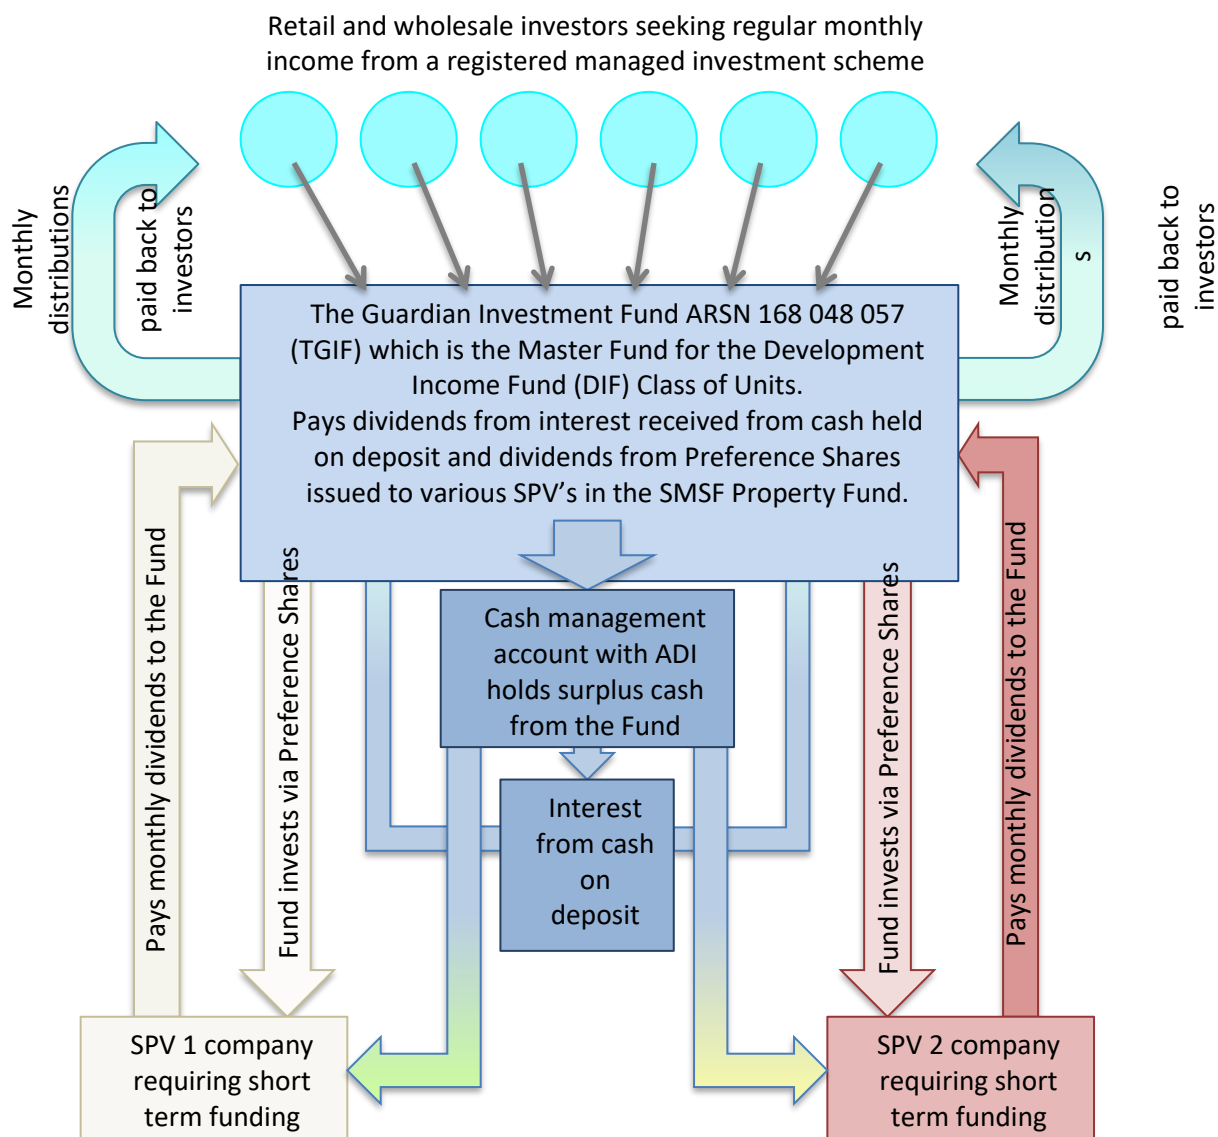 Retail and wholesale investors seeking regular monthly
income from a registered managed investment scheme
Monthly
distributions
paid back to
investors
Monthly
distribution
s
paid back to
investors
The Guardian Investment Fund ARSN 168 048 057
(TGIF) which is the Master Fund for the Development
Income Fund (DIF) Class of Units.
Pays dividends from interest received from cash held
on deposit and dividends from Preference Shares
issued to various SPV’s in the SMSF Property Fund.
Pays monthly dividends to the Fund
Fund invests via Preference Shares
Cash management
account with ADI
holds surplus cash
from the Fund
Interest
from cash
on
deposit
Fund invests via Preference Shares
Pays monthly dividends to the Fund
SPV 1 company
requiring short
term funding
SPV 2 company
requiring short
term funding